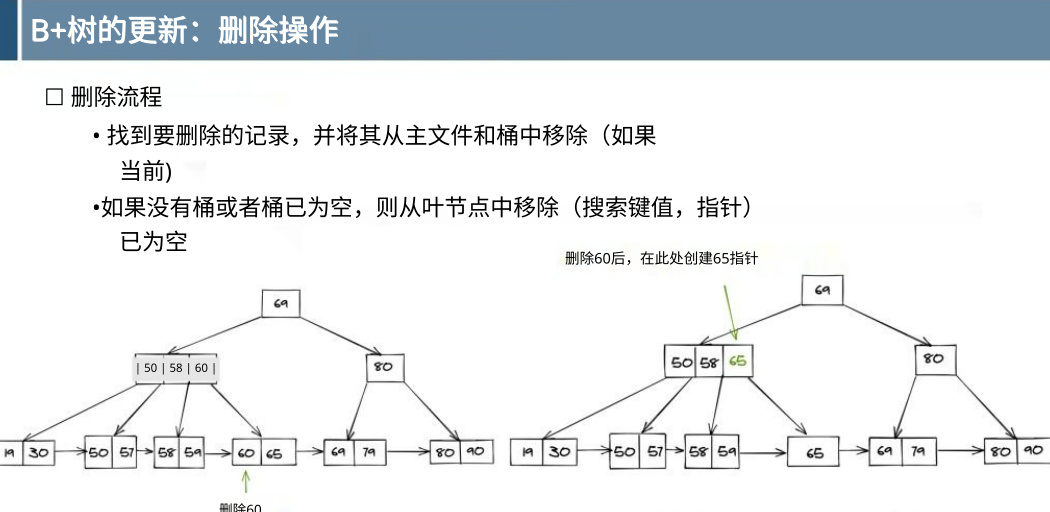 B+树的更新：删除操作
□ 删除流程
• 找到要删除的记录，并将其从主文件和桶中移除（如果
当前)
•如果没有桶或者桶已为空，则从叶节点中移除（搜索键值，指针）
已为空
删除60后，在此处创建65指针
69
| 50 | 58 | 60 |
80
19 30
50 57
58 59
60 65
69 79
80 90
删除60
69
50 58 65
80
19 30
50 57
58 59
65
69 79
80 90